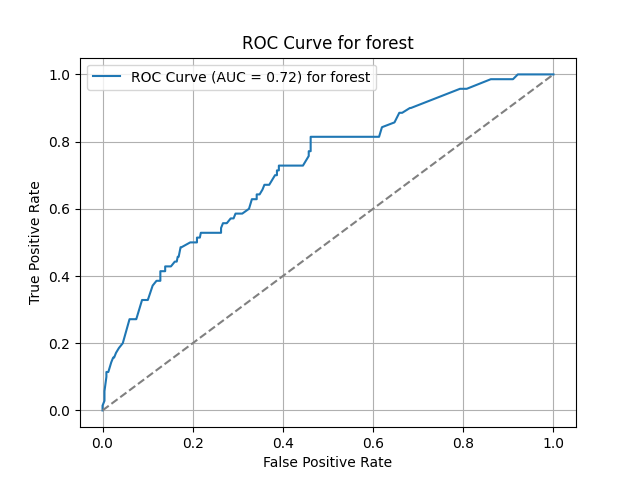 ROC Curve for forest
ROC Curve (AUC = 0.72) for forest
True Positive Rate
1.0
0.8
0.6
0.4
0.2
0.0
0.0 0.2 0.4 0.6 0.8 1.0
False Positive Rate